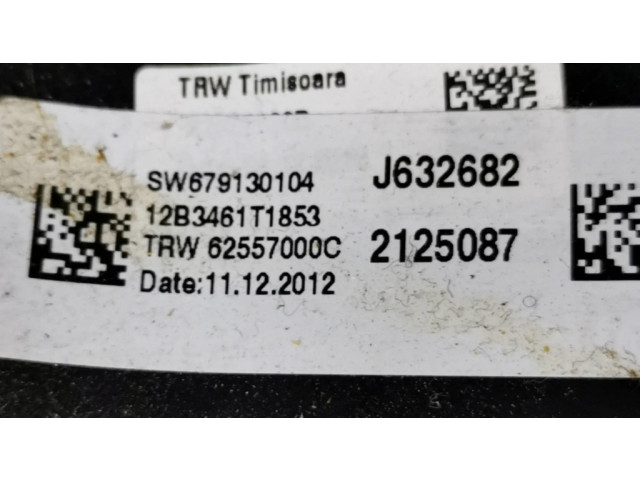 TRW Timisoara
SW679130104 J632682
12B3461T1853
TRW 62557000C 2125087
Date:11.12.2012